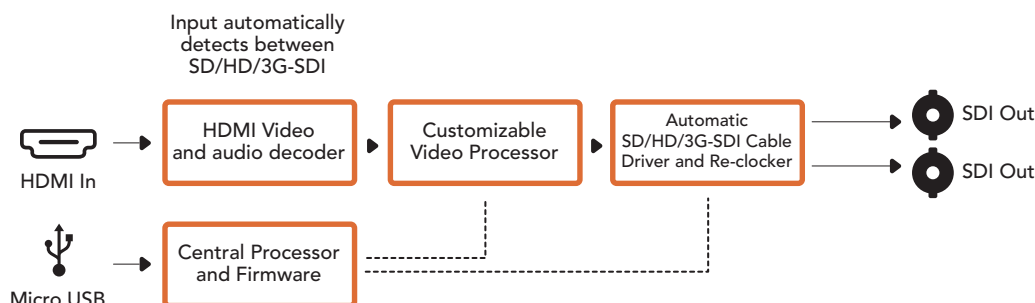 Input automatically
detects between
SD/HD/3G-SDI
HDMI In
HDMI Video
and audio decoder
Customizable
Video Processor
Automatic
SD/HD/3G-SDI Cable
Driver and Re-clocker
SDI Out
SDI Out
Micro USB
Central Processor
and Firmware